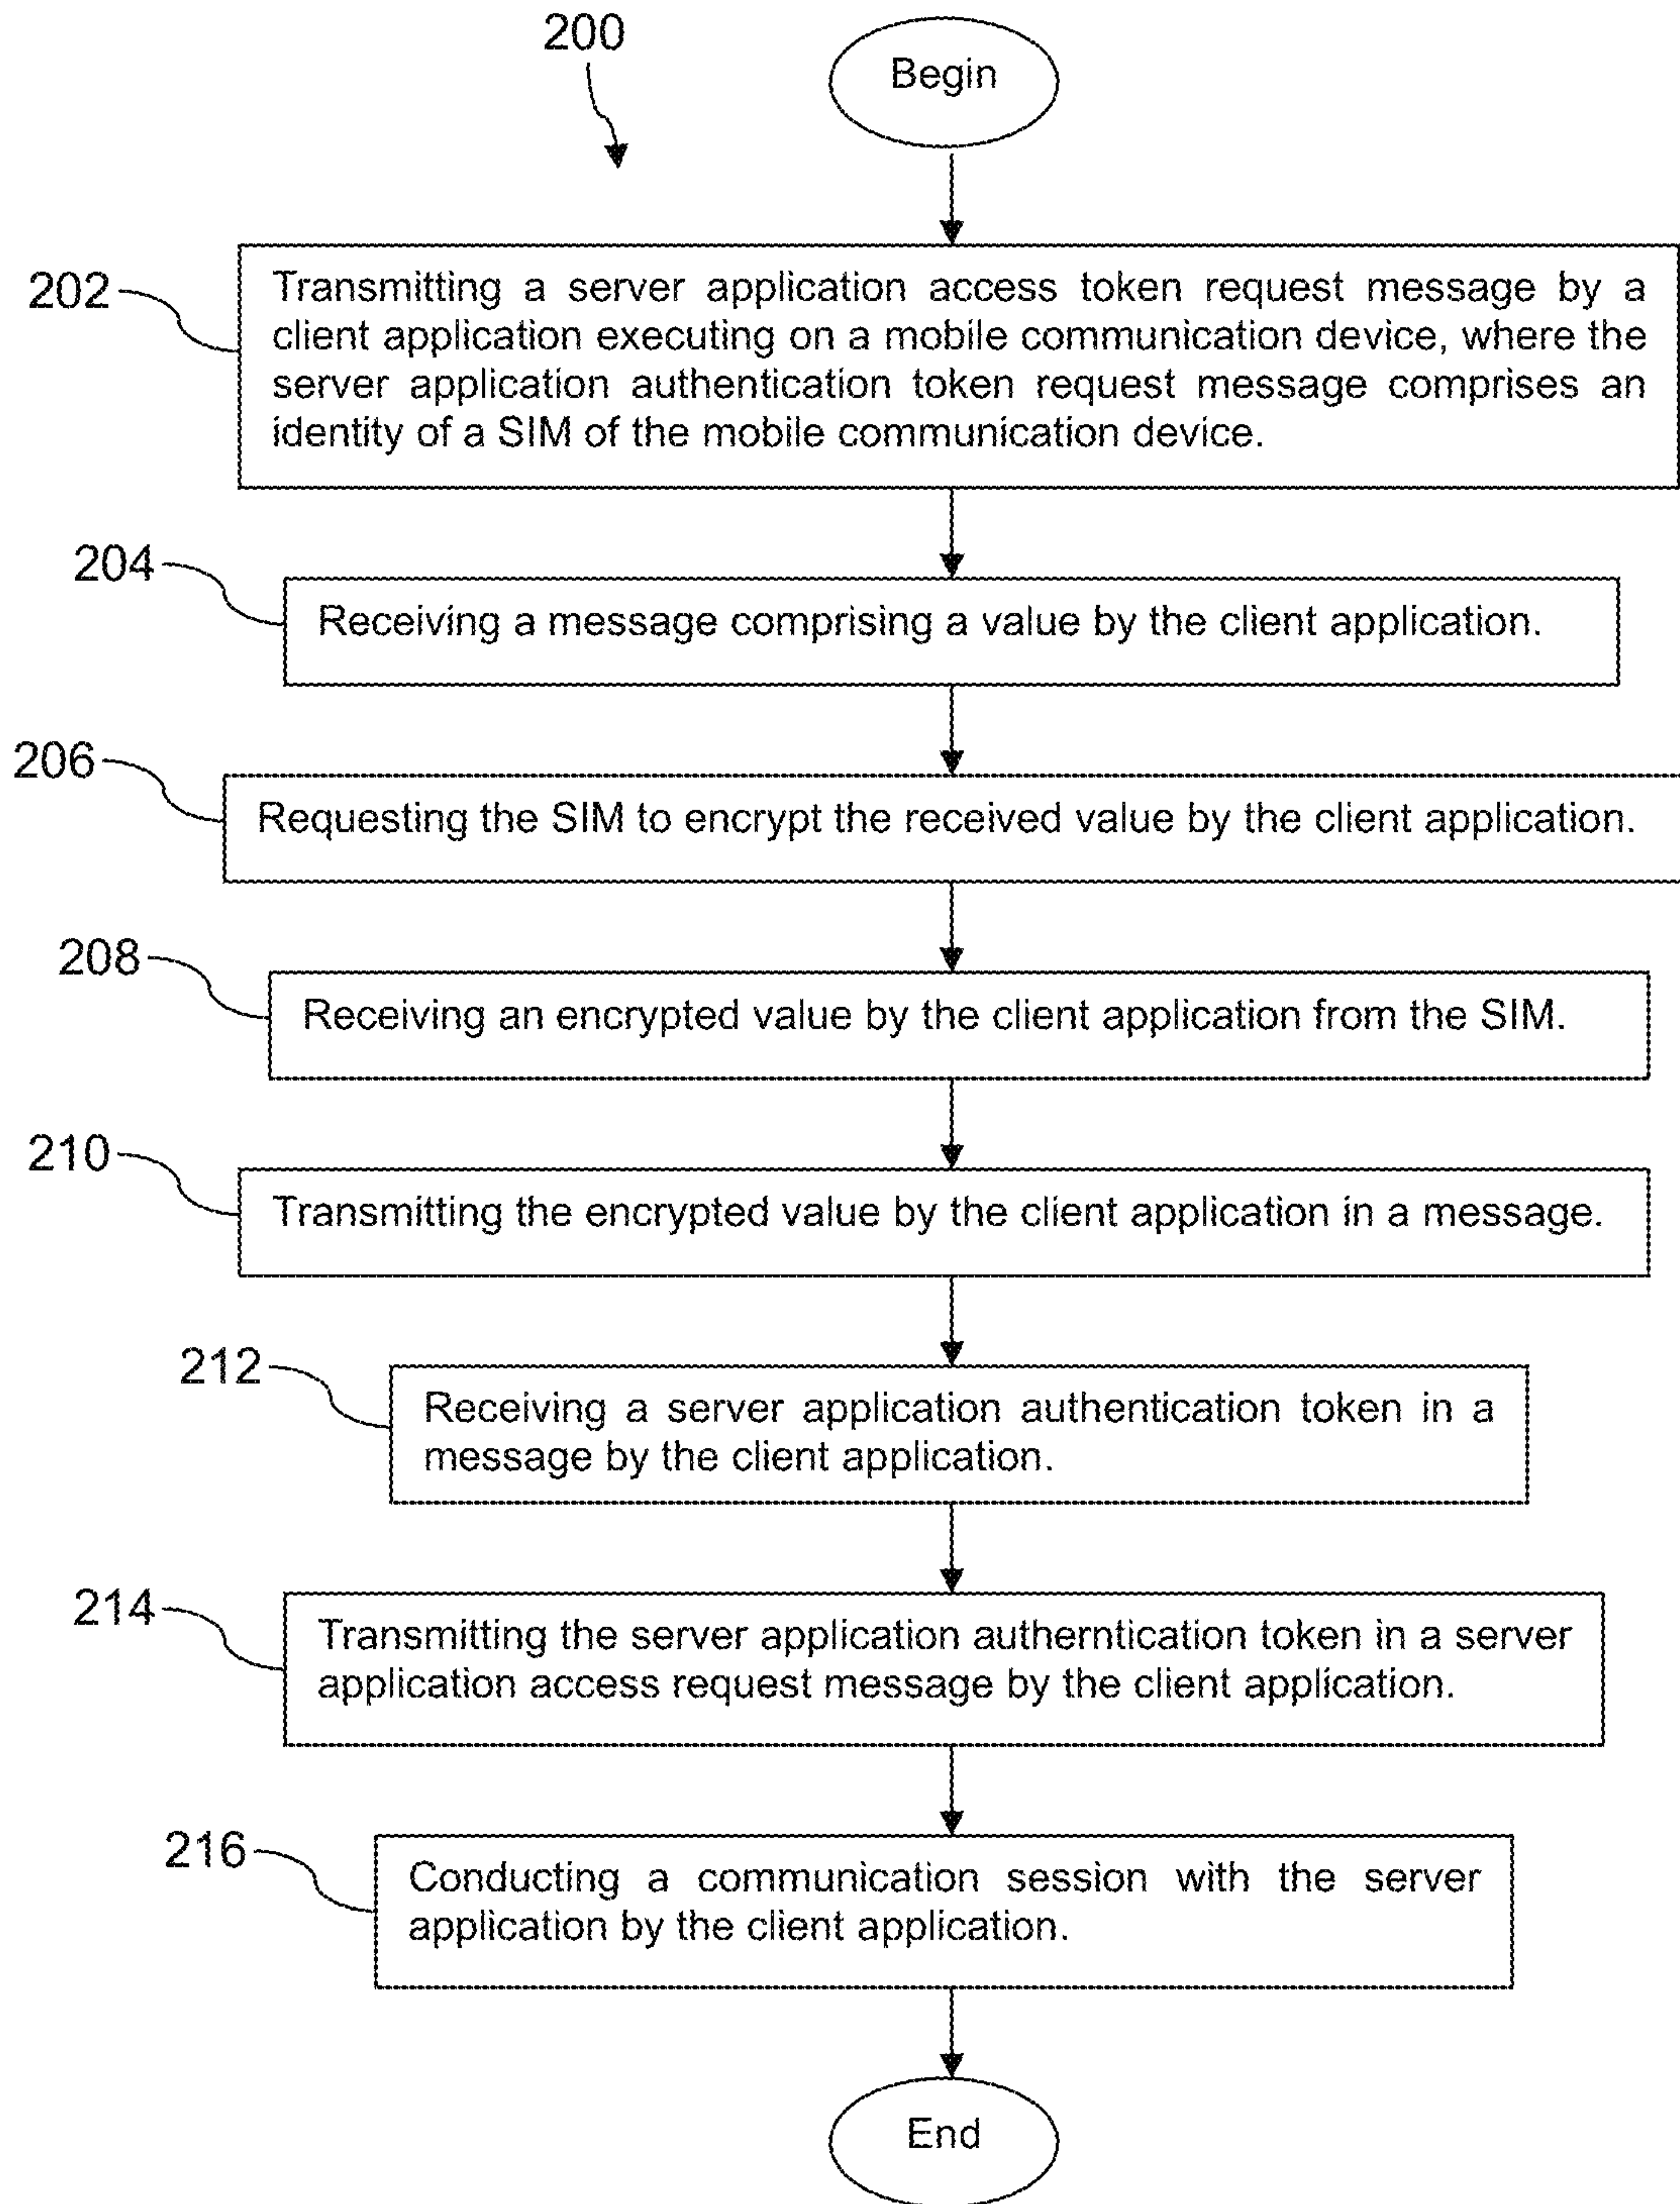 200
Begin
202
Transmitting a server application access token request message by a
client application executing on a mobile communication device, where the
server application authentication token request message comprises an
identity of a SIM of the mobile communication device.
204
Receiving a message comprising a value by the client application.
206
Requesting the SIM to encrypt the received value by the client application.
208
Receiving an encrypted value by the client application from the SIM.
210
Transmitting the encrypted value by the client application in a message.
212
Receiving a server application authentication token in a
message by the client application.
214
Transmitting the server application autherntication token in a server
application access request message by the client application.
216
Conducting a communication session with the server
application by the client application.
End